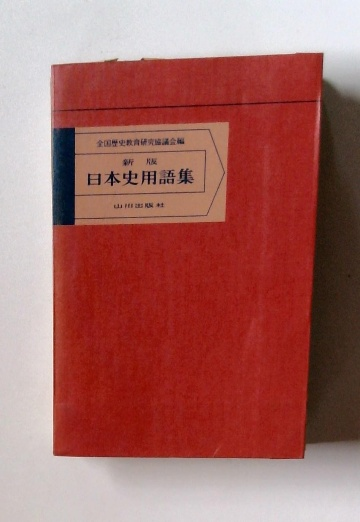 全国歴史教育研究協議会編
新版
日本史用語集
山川出版社